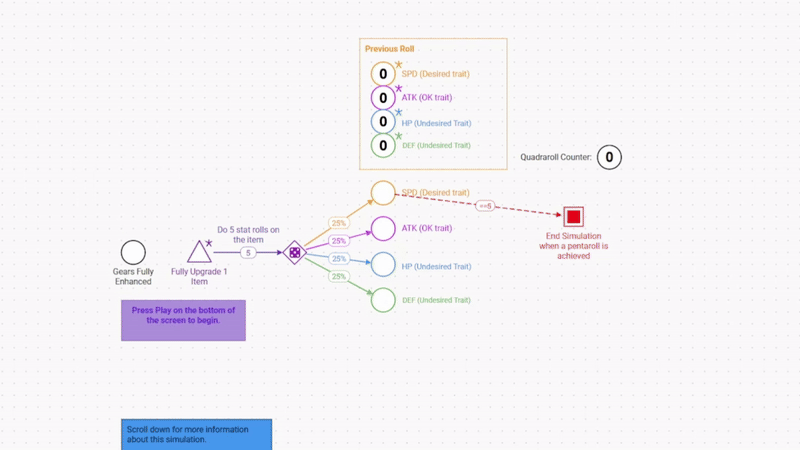 Previous Roll
0 SPD (Desired trait)
0 ATK (OK trait)
0 HP (Undesired Trait)
0 DEF (Undesired Trait)
Quadraroll Counter: 0
SPD (Desired trait)
==5
25%
Do 5 stat rolls on
the item
ATK (OK trait)
End Simulation
when a pentaroll is
achieved
25%
5
25%
HP (Undesired Trait)
Gears Fully
Enhanced
Fully Upgrade 1
Item
25%
DEF (Undesired Trait)
Press Play on the bottom of
the screen to begin.
Scroll down for more information
about this simulation.